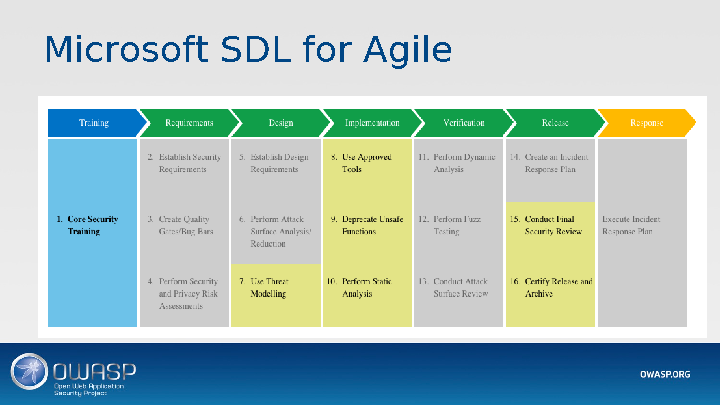 Microsoft SDL for Agile
Training
Requirements
Design
Implementation
Verification
Release
Response
1. Core Security
Training
2. Establish Security
Requirements
3. Create Quality
Gates/Bug Bars
4. Perform Security
and Privacy Risk
Assessments
5. Establish Design
Requirements
6. Perform Attack
Surface Analysis/
Reduction
7. Use Threat
Modelling
8. Use Approved
Tools
9. Deprecate Unsafe
Functions
10. Perform Static
Analysis
11. Perform Dynamic
Analysis
12. Perform Fuzz
Testing
13. Conduct Attack
Surface Review
14. Create an Incident
Response Plan
15. Conduct Final
Security Review
16. Certify Release and
Archive
Execute Incident
Response Plan
OWASP
Open Web Application
Security Project
OWASP.ORG